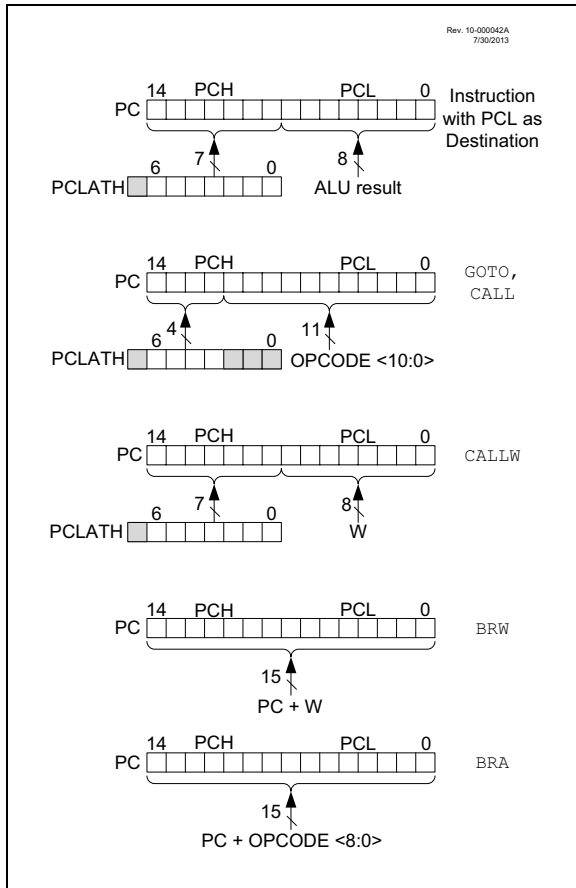 Rev. 10-000042A
7/30/2013
14 PCH PCL 0
PC
Instruction
with PCL as
Destination
7 8
6 0
PCLATH
ALU result
14 PCH PCL 0
PC
GOTO,
CALL
4 11
6 0
PCLATH
OPCODE <10:0>
14 PCH PCL 0
PC
CALLW
7 8
6 0
PCLATH
W
14 PCH PCL 0
PC
BRW
15
PC + W
14 PCH PCL 0
PC
BRA
15
PC + OPCODE <8:0>